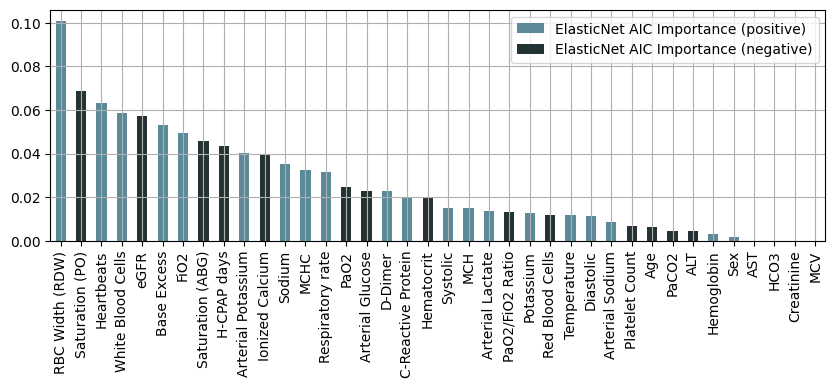 0.10
0.08
0.06
0.04
0.02
0.00
ElasticNet AIC Importance (positive)
ElasticNet AIC Importance (negative)
RBC Width (RDW)
Saturation (PO)
Heartbeats
White Blood Cells
eGFR
Base Excess
FiO2
Saturation (ABG)
H-CPAP days
Arterial Potassium
Ionized Calcium
Sodium
MCHC
Respiratory rate
PaO2
Arterial Glucose
D-Dimer
C-Reactive Protein
Hematocrit
Systolic
MCH
Arterial Lactate
PaO2/FiO2 Ratio
Potassium
Red Blood Cells
Temperature
Diastolic
Arterial Sodium
Platelet Count
Age
PaCO2
ALT
Hemoglobin
Sex
AST
HCO3
Creatinine
MCV